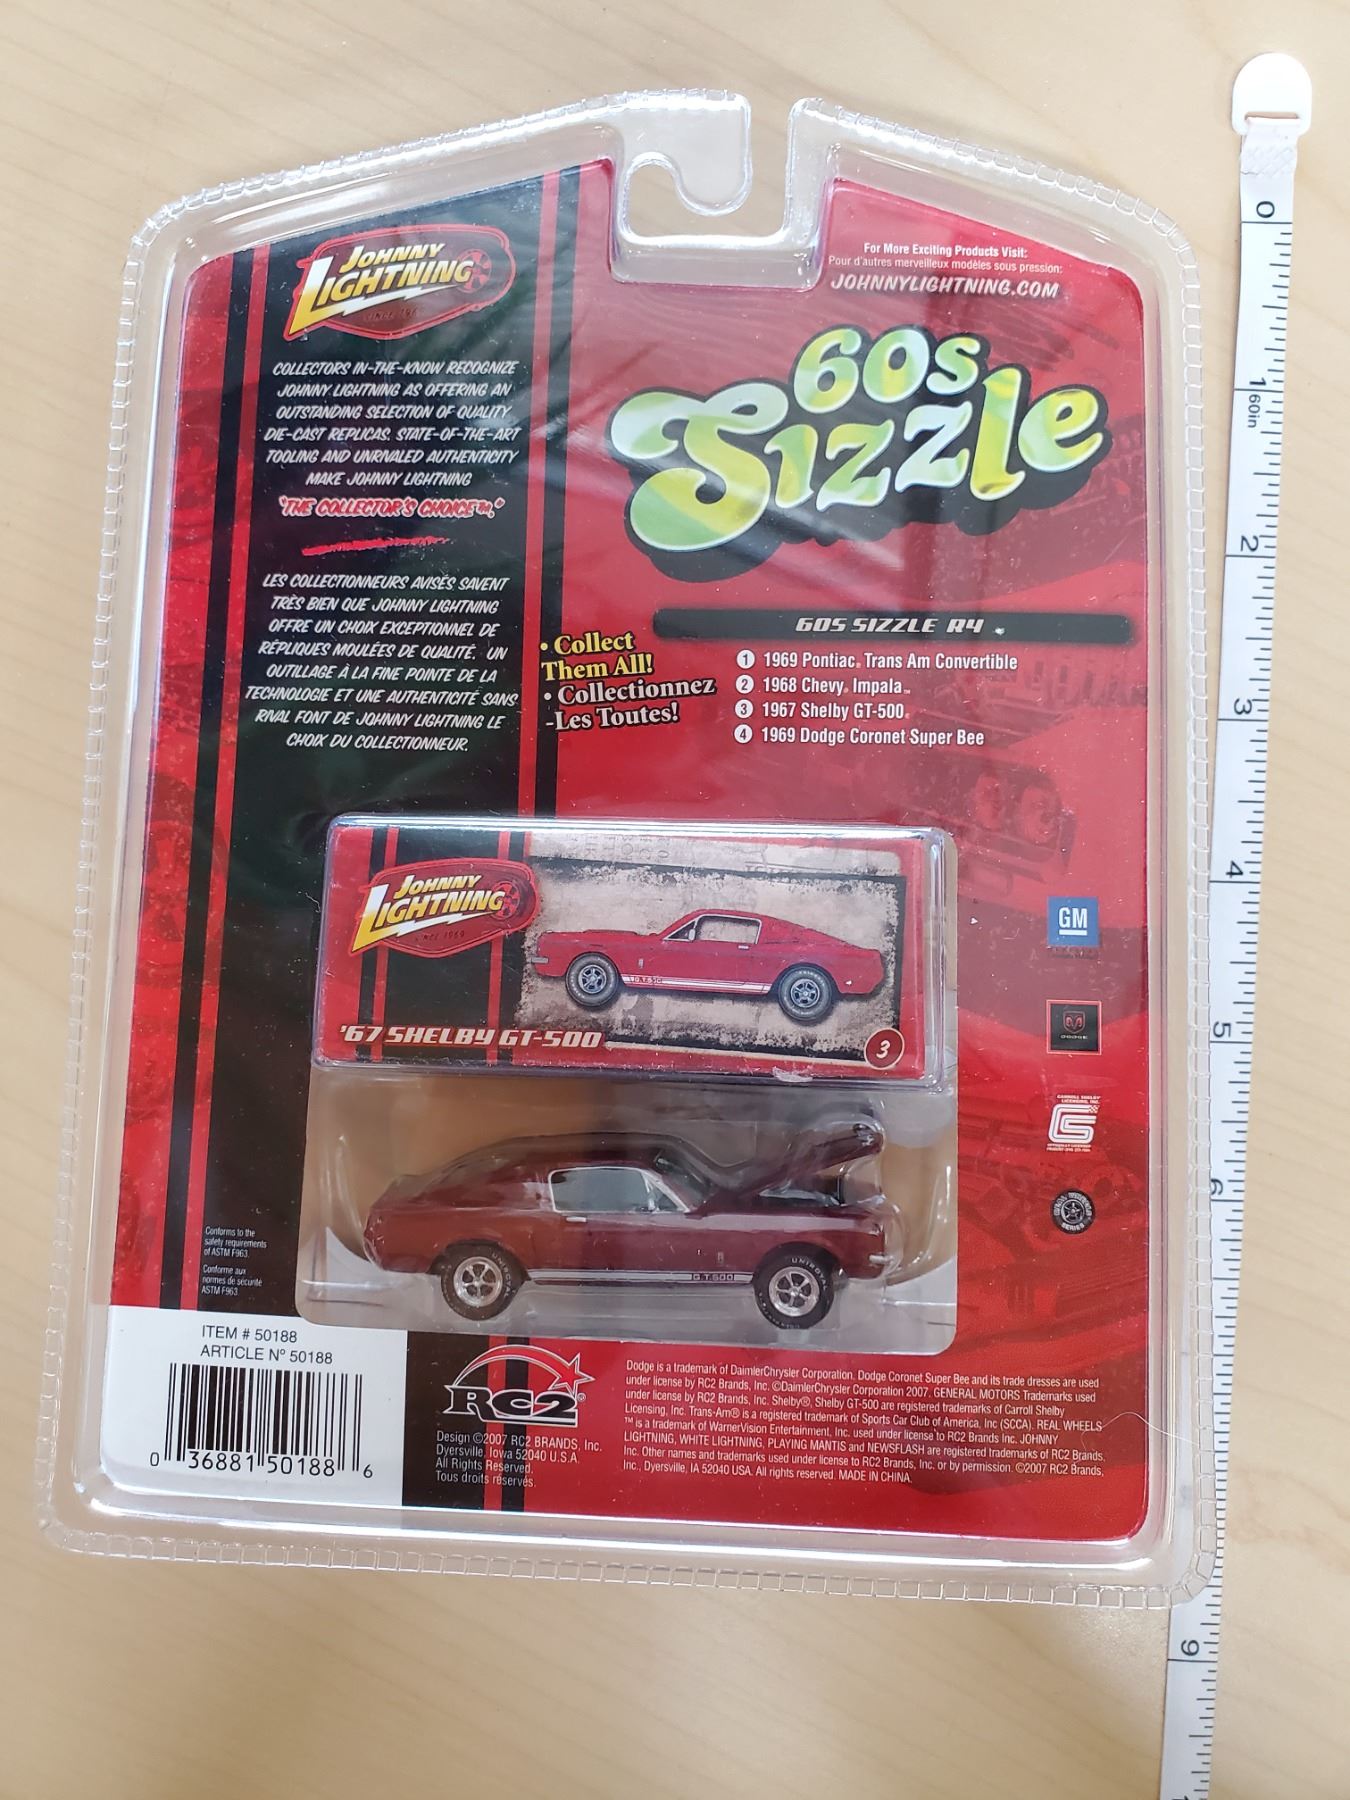 JOHNNY
LIGHTNING
COLLECTORS IN-THE-KNOW RECOGNIZE
JOHNNY LIGHTNING AS OFFERING AN
OUTSTANDING SELECTION OF QUALITY
DIE-CAST REPLICAS. STATE-OF-THE-ART
TOOLING AND UNRIVALED AUTHENTICITY
MAKE JOHNNY LIGHTNING
"THE COLLECTOR'S CHOICE™."
LES COLLECTIONNEURS AVISÉS SAVENT
TRÈS BIEN QUE JOHNNY LIGHTNING
OFFRE UN CHOIX EXCEPTIONNEL DE
RÉPLIQUES MOULÉES DE QUALITÉ. UN
OUTILLAGE À LA FINE POINTE DE LA
TECHNOLOGIE ET UNE AUTHENTICITÉ SANS
RIVAL FONT DE JOHNNY LIGHTNING LE
CHOIX DU COLLECTIONNEUR.
For More Exciting Products Visit:
Pour d'autres merveilleux modèles sous pression:
JOHNNYLIGHTNING.COM
60s
Sizzle
60S SIZZLE R4
• Collect
Them All!
• Collectionnez
-Les Toutes!
1 1969 Pontiac® Trans Am Convertible
2 1968 Chevy® Impala™
3 1967 Shelby GT-500®
4 1969 Dodge Coronet Super Bee
JOHNNY
LIGHTNING
SINCE 1969
G.T.500
'67 SHELBY GT-500
3
GM
DODGE
CARROLL SHELBY
LICENSING, INC.
UNIROYAL
G.T.500
UNIROYAL
Conforms to the
safety requirements
of ASTM F963.
Conforme aux
normes de sécurité
ASTM F963
ITEM # 50188
ARTICLE Nº 50188
0 36881 50188 6
RC2®
Design ©2007 RC2 BRANDS, Inc.
Dyersville, Iowa 52040 U.S.A.
All Rights Reserved.
Tous droits réservés.
Dodge is a trademark of DaimlerChrysler Corporation. Dodge Coronet Super Bee and its trade dresses are used
under license by RC2 Brands, Inc. ©DaimlerChrysler Corporation 2007. GENERAL MOTORS Trademarks used
under license by RC2 Brands, Inc. Shelby®, Shelby GT-500 are registered trademarks of Carroll Shelby
Licensing, Inc. Trans-Am® is a registered trademark of Sports Car Club of America, Inc (SCCA). REAL WHEELS
™ is a trademark of WarnerVision Entertainment, Inc. used under license to RC2 Brands Inc. JOHNNY
LIGHTNING, WHITE LIGHTNING, PLAYING MANTIS and NEWSFLASH are registered trademarks of RC2 Brands,
Inc. Other names and trademarks used under license to RC2 Brands, Inc. or by permission. ©2007 RC2 Brands,
Inc., Dyersville, IA 52040 USA. All rights reserved. MADE IN CHINA.
0
1
60in
2
3
4
5
6
9